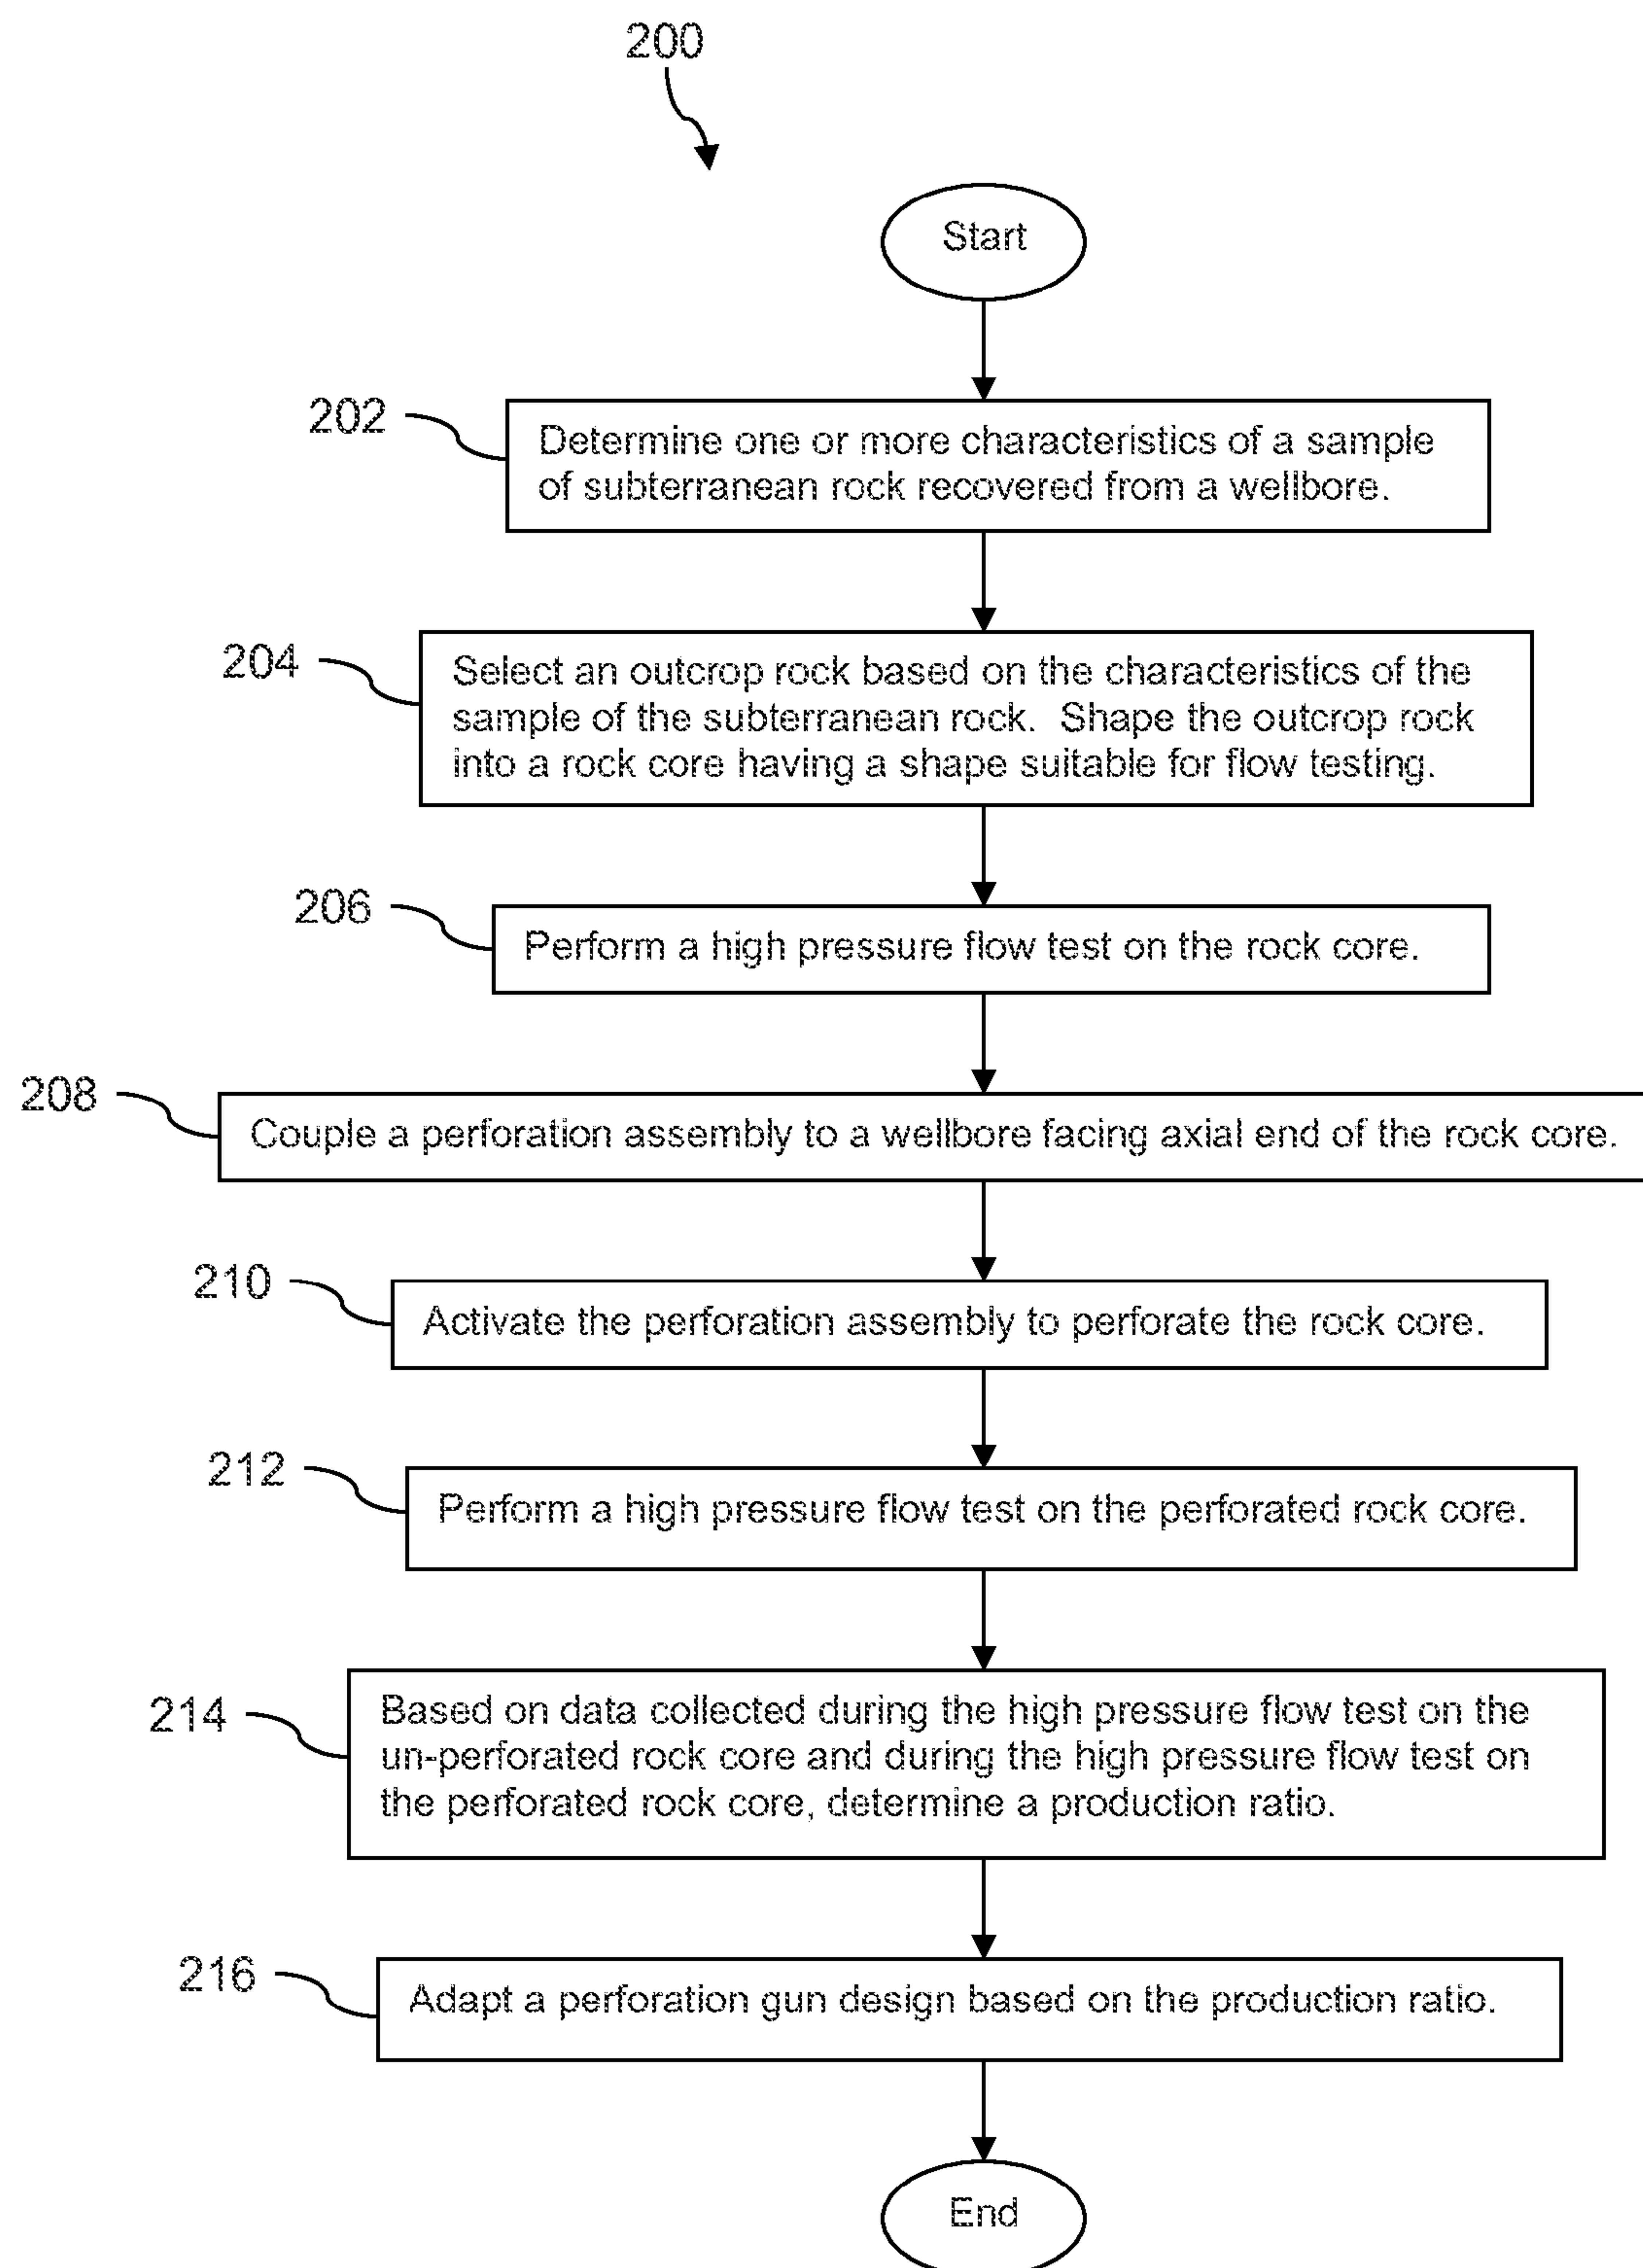 200
Start
202
Determine one or more characteristics of a sample
of subterranean rock recovered from a wellbore.
204
Select an outcrop rock based on the characteristics of the
sample of the subterranean rock.  Shape the outcrop rock
into a rock core having a shape suitable for flow testing.
206
Perform a high pressure flow test on the rock core.
208
Couple a perforation assembly to a wellbore facing axial end of the rock core.
210
Activate the perforation assembly to perforate the rock core.
212
Perform a high pressure flow test on the perforated rock core.
214
Based on data collected during the high pressure flow test on the
un-perforated rock core and during the high pressure flow test on
the perforated rock core, determine a production ratio.
216
Adapt a perforation gun design based on the production ratio.
End